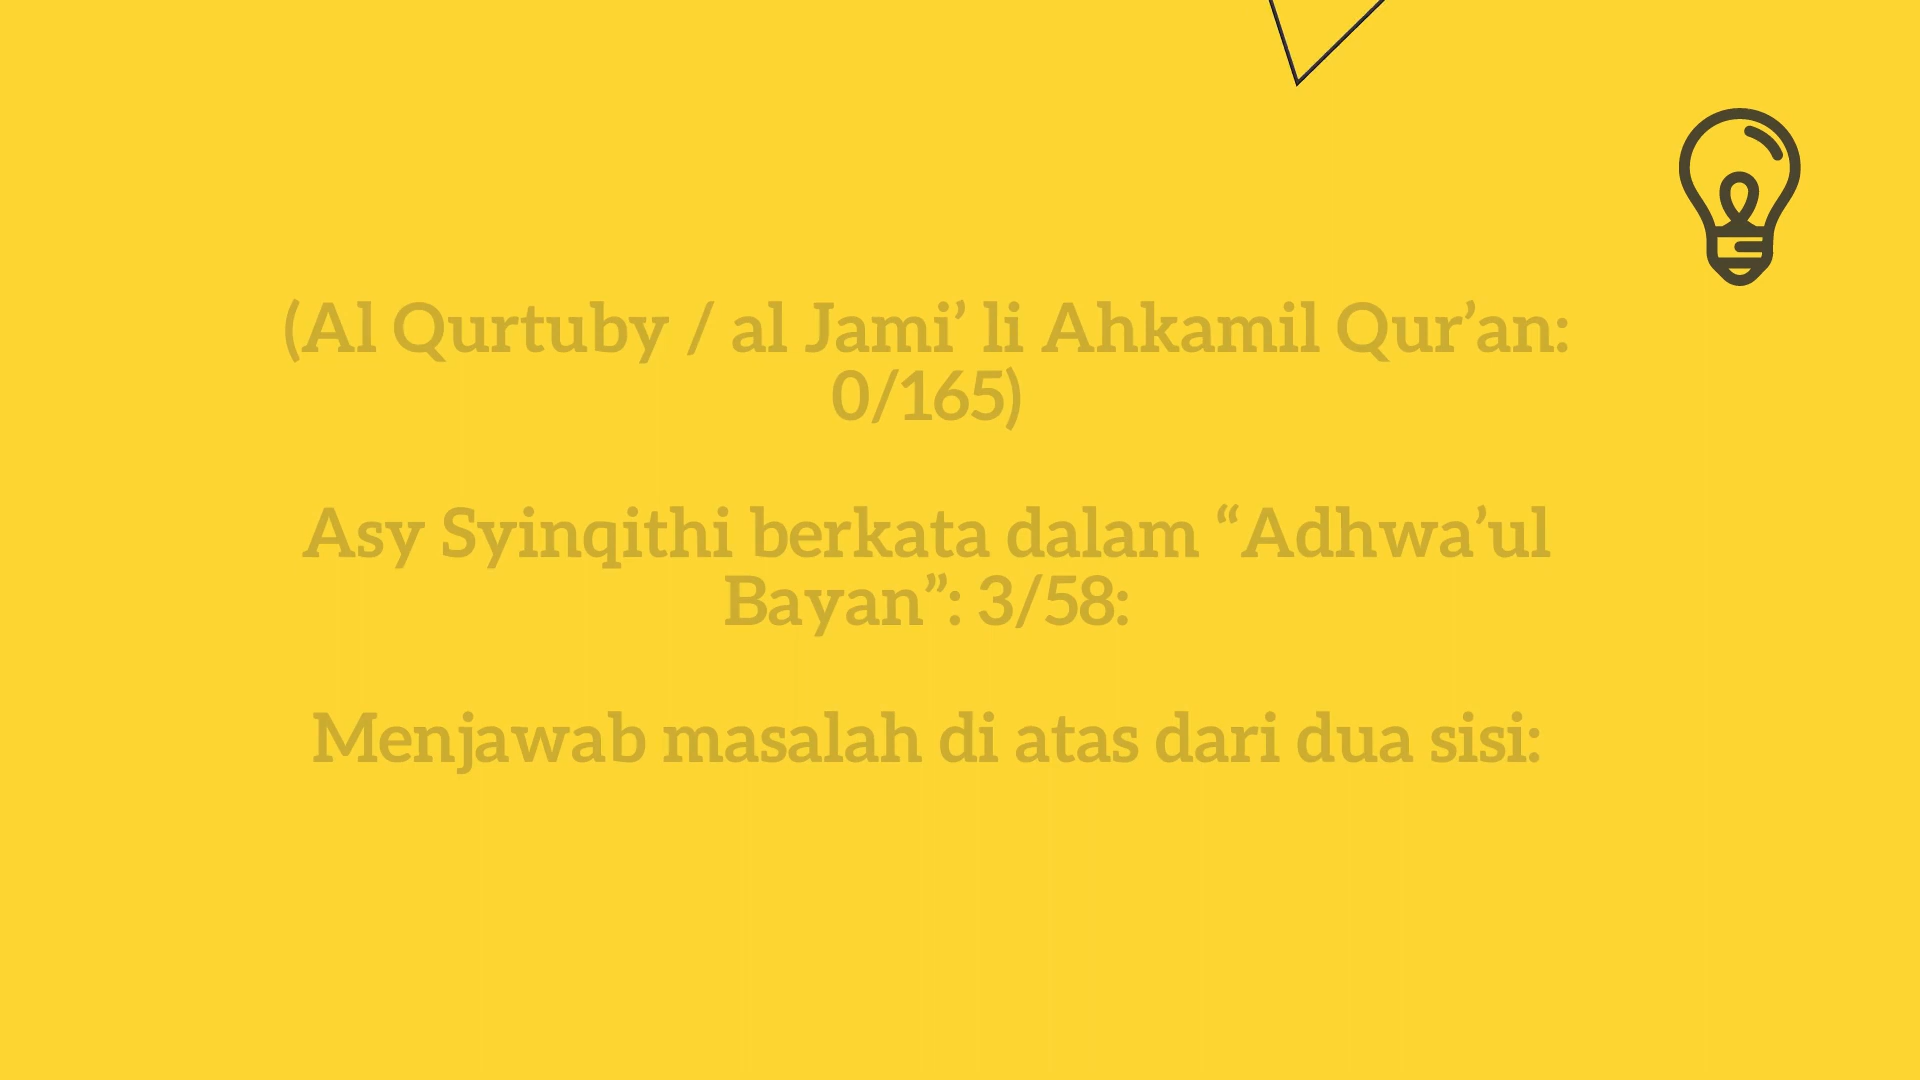 (Al Qurtuby / al Jami’ li Ahkamil Qur’an:
0/165)
Asy Syinqithi berkata dalam “Adhwa’ul
Bayan”: 3/58:
Menjawab masalah di atas dari dua sisi: